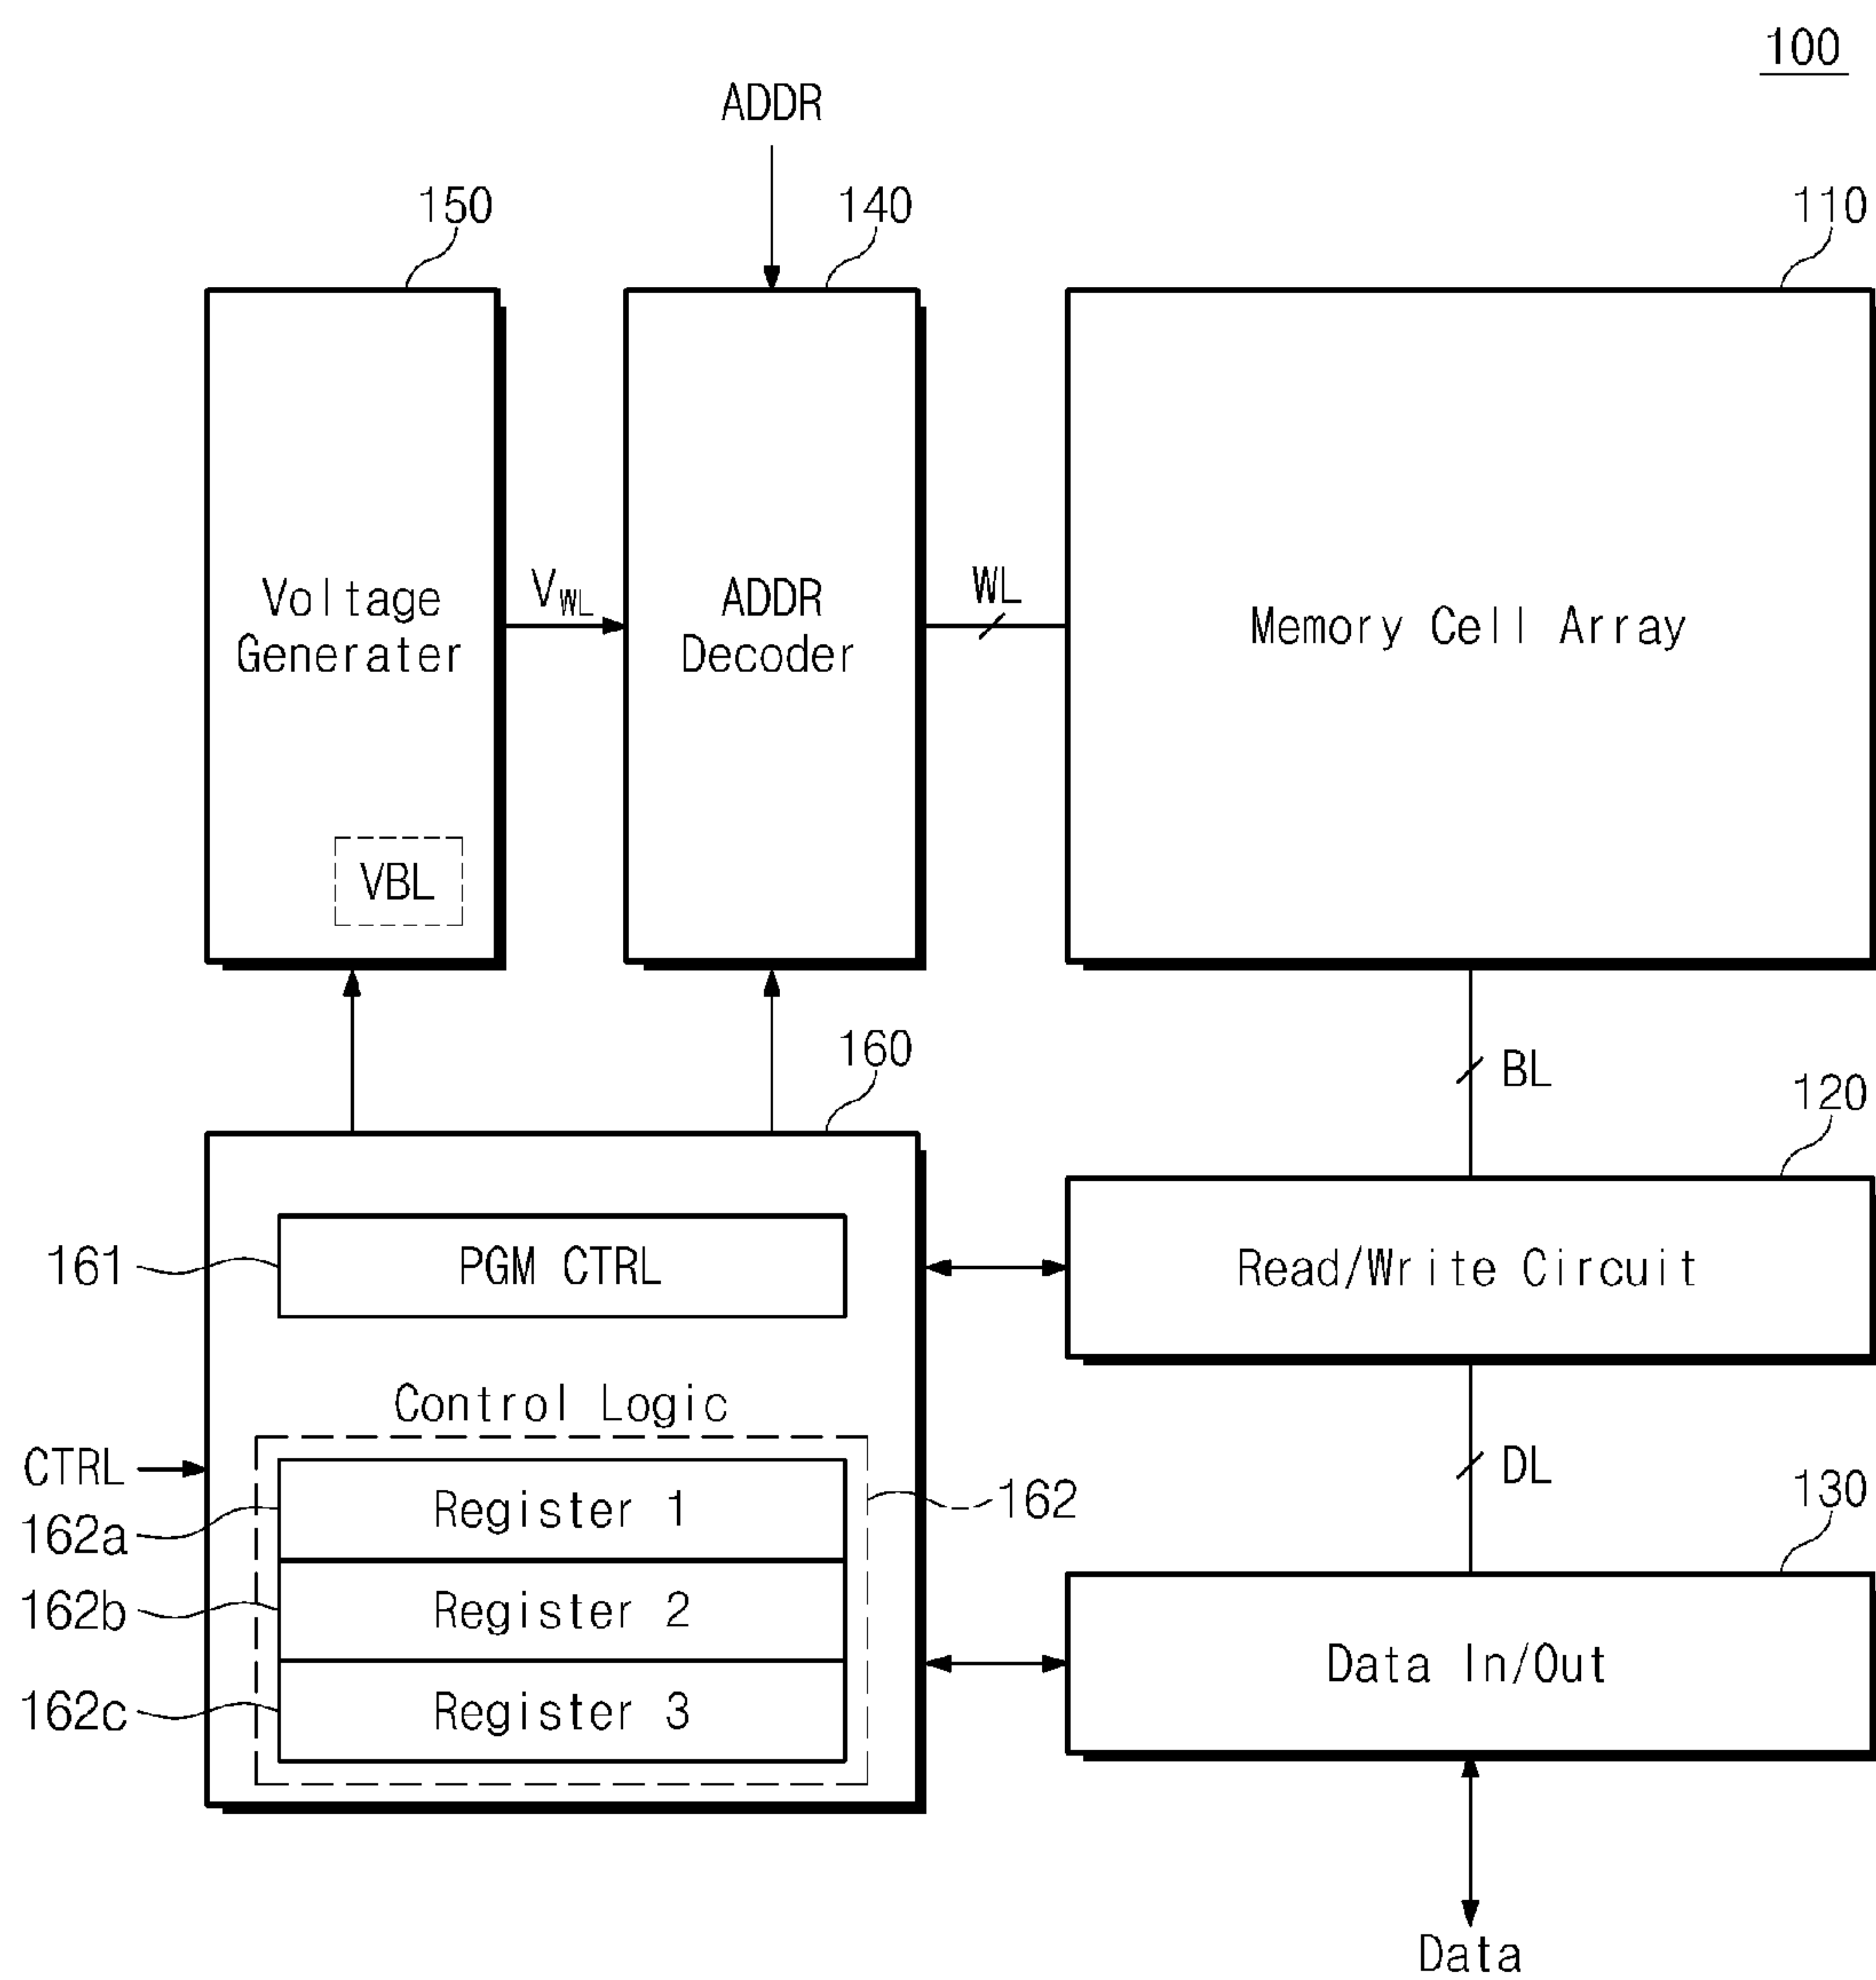 100
ADDR
150
140
110
Voltage
Generater
VWL
ADDR
Decoder
WL
Memory Cell Array
VBL
160
BL
120
161
PGM CTRL
Read/Write Circuit
Control Logic
CTRL
DL
162a
Register 1
162
130
162b
Register 2
Data In/Out
162c
Register 3
Data